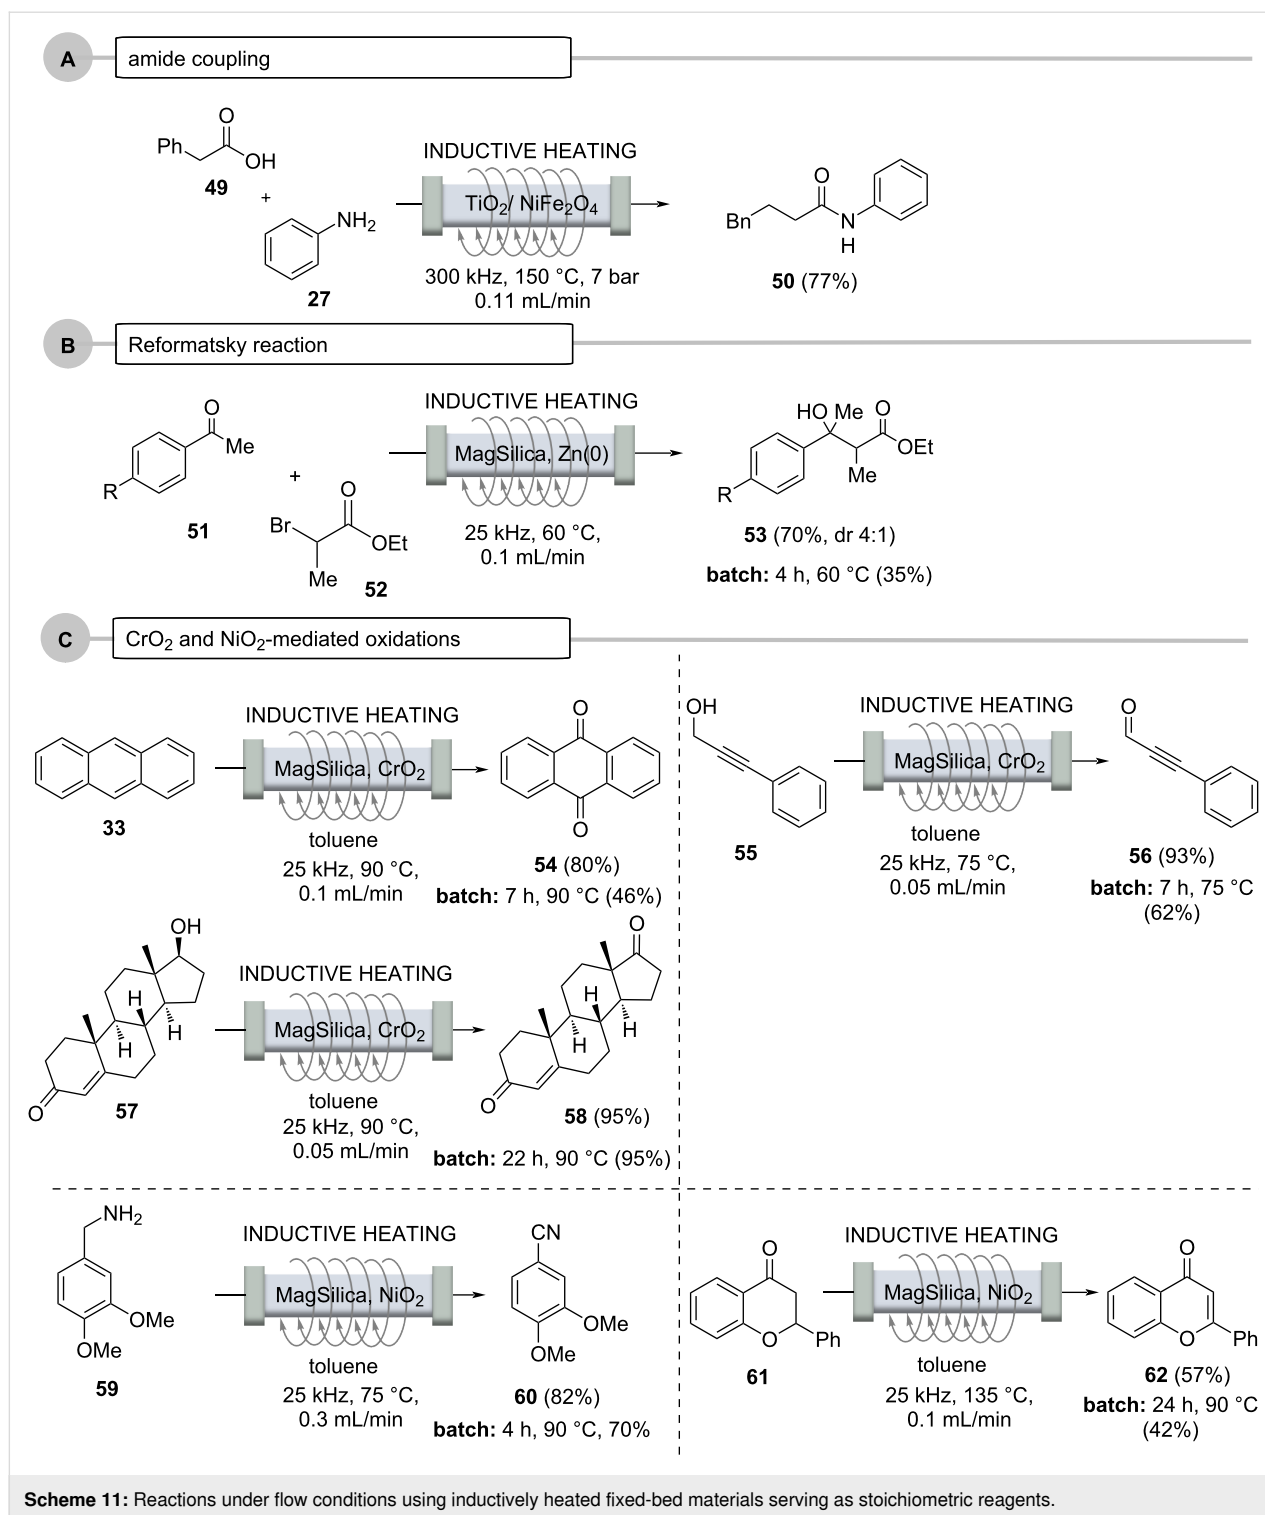 A
amide coupling
O
Ph
OH
49
+
NH2
27
INDUCTIVE HEATING
TiO2/ NiFe2O4
300 kHz, 150 °C, 7 bar
0.11 mL/min
O
Bn
N
H
50 (77%)
B
Reformatsky reaction
O
Me
R
51
+
O
Br
OEt
Me
52
INDUCTIVE HEATING
MagSilica, Zn(0)
25 kHz, 60 °C,
0.1 mL/min
HO Me O
OEt
Me
R
53 (70%, dr 4:1)
batch: 4 h, 60 °C (35%)
C
CrO2 and NiO2-mediated oxidations
33
INDUCTIVE HEATING
MagSilica, CrO2
toluene
25 kHz, 90 °C,
0.1 mL/min
O
O
54 (80%)
batch: 7 h, 90 °C (46%)
OH
55
INDUCTIVE HEATING
MagSilica, CrO2
toluene
25 kHz, 75 °C,
0.05 mL/min
O
56 (93%)
batch: 7 h, 75 °C
(62%)
OH
H
H
H
O
57
INDUCTIVE HEATING
MagSilica, CrO2
toluene
25 kHz, 90 °C,
0.05 mL/min
O
H
H
H
O
58 (95%)
batch: 22 h, 90 °C (95%)
NH2
OMe
OMe
59
INDUCTIVE HEATING
MagSilica, NiO2
toluene
25 kHz, 75 °C,
0.3 mL/min
CN
OMe
OMe
60 (82%)
batch: 4 h, 90 °C, 70%
O
O
Ph
61
INDUCTIVE HEATING
MagSilica, NiO2
toluene
25 kHz, 135 °C,
0.1 mL/min
O
O
Ph
62 (57%)
batch: 24 h, 90 °C
(42%)
Scheme 11: Reactions under flow conditions using inductively heated fixed-bed materials serving as stoichiometric reagents.